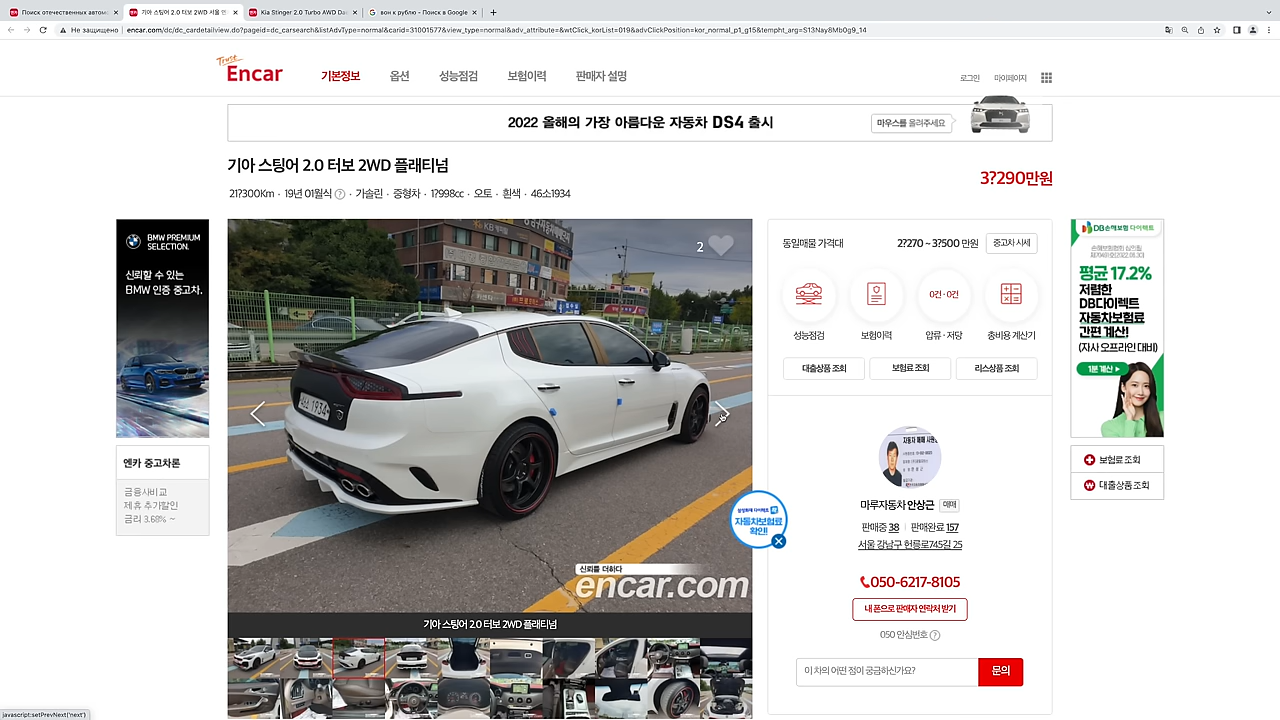 Поиск отечественных автом
기아 스팅어 2.0 터보 2WD 서울 인
Kia Stinger 2.0 Turbo AWD Da
вон к рублю - Поиск в Google
Не защищено
encar.com/dc/dc_cardetailview.do?pageid=dc_carsearch&listAdvType=normal&carid=31001577&view_type=normal&adv_attribute=&wtClick_korList=019&advClickPosition=kor_normal_p1_g15&tempht_arg=S13Nay8Mb0g9_14
Trust
Encar
기본정보
옵션
성능점검
보험이력
판매자 설명
로그인
마이페이지
2022 올해의 가장 아름다운 자동차 DS4 출시
마우스를 올려주세요
기아 스팅어 2.0 터보 2WD 플래티넘
21?300Km · 19년 01월식 ? · 가솔린 · 중형차 · 1?998cc · 오토 · 흰색 · 46소1934
3?290만원
BMW PREMIUM
SELECTION.
신뢰할 수 있는
BMW 인증 중고차.
엔카 중고차론
금융사비교
제휴 추가할인
금리 3.68% ~
2
신뢰를 더하다
encar.com
기아 스팅어 2.0 터보 2WD 플래티넘
동일매물 가격대
2?270 ~ 3?500 만원
중고차 시세
0건 · 0건
성능점검
보험이력
압류 · 저당
총비용 계산기
대출상품 조회
보험료 조회
리스상품 조회
마루자동차 안상근
매매
판매중 38
판매완료 157
서울 강남구 헌릉로745길 25
050-6217-8105
내 폰으로 판매자 연락처 받기
050 안심번호 ?
이 차의 어떤 점이 궁금하신가요?
문의
자동차보험료
확인!
DB손해보험 다이렉트
평균 17.2%
저렴한
DB다이렉트
자동차보험료
간편 계산!
(자사 오프라인 대비)
1분 계산 ▶
보험료 조회
대출상품 조회
javascript:setPrevNext('next')